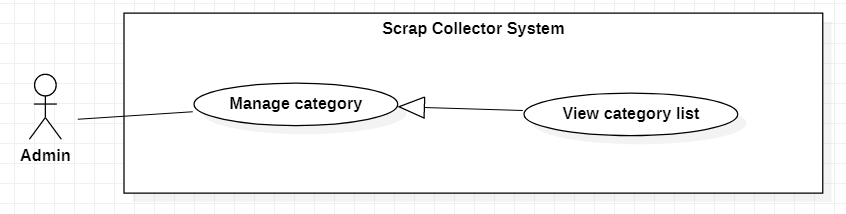 Scrap Collector System
Manage category
View category list
Admin